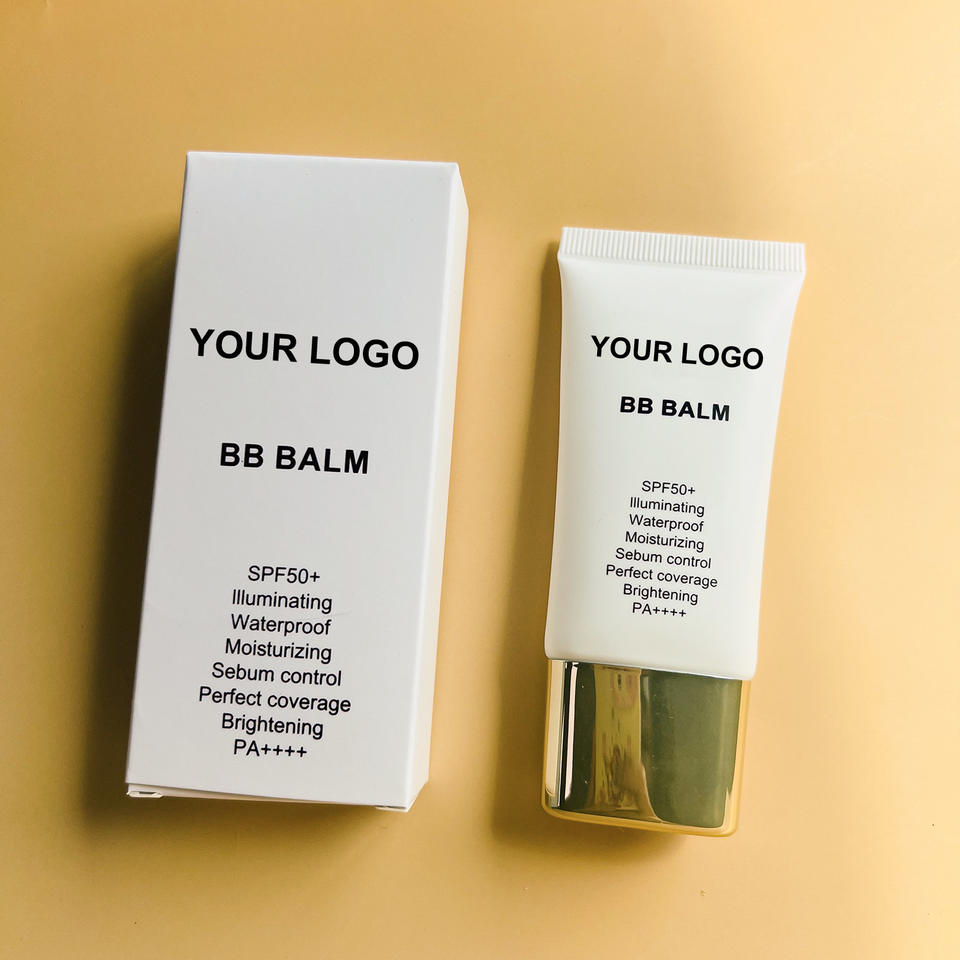 YOUR LOGO
BB BALM
SPF50+
Illuminating
Waterproof
Moisturizing
Sebum control
Perfect coverage
Brightening
PA++++
YOUR LOGO
BB BALM
SPF50+
Illuminating
Waterproof
Moisturizing
Sebum control
Perfect coverage
Brightening
PA++++